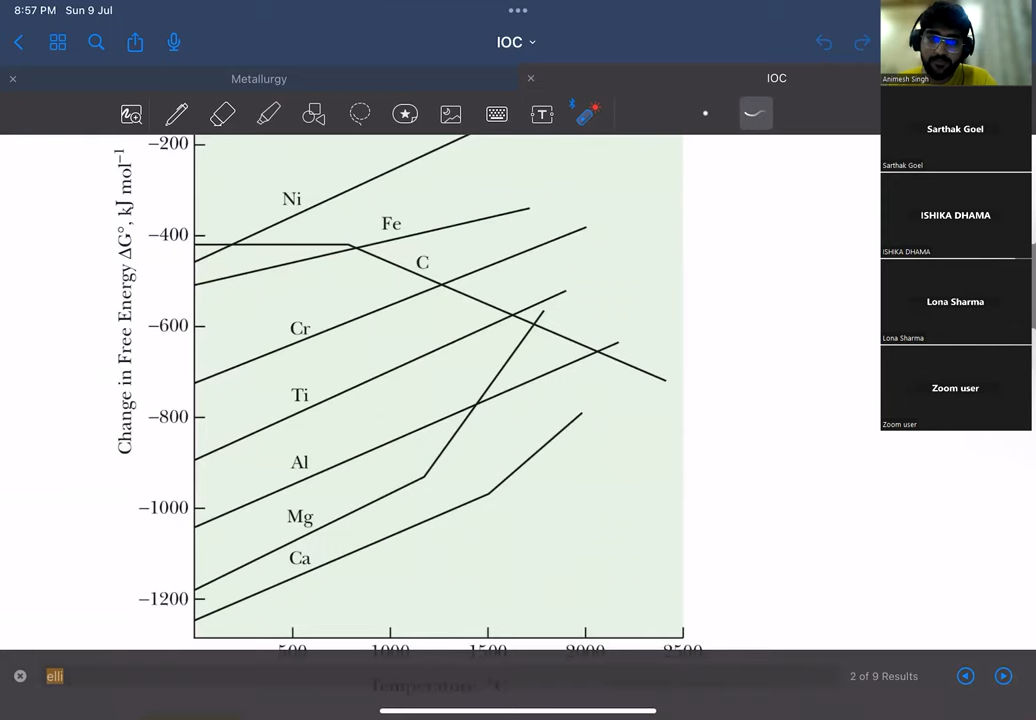 8:57 PM Sun 9 Jul
IOC
Metallurgy
IOC
Animesh Singh
Sarthak Goel
Sarthak Goel
ISHIKA DHAMA
ISHIKA DHAMA
Lona Sharma
Lona Sharma
Zoom user
Zoom user
Change in Free Energy ΔG°, kJ mol⁻¹
−200
−400
−600
−800
−1000
−1200
Ni
Fe
C
Cr
Ti
Al
Mg
Ca
500 1000 1500 2000 2500
Temperature, °C
elli
2 of 9 Results